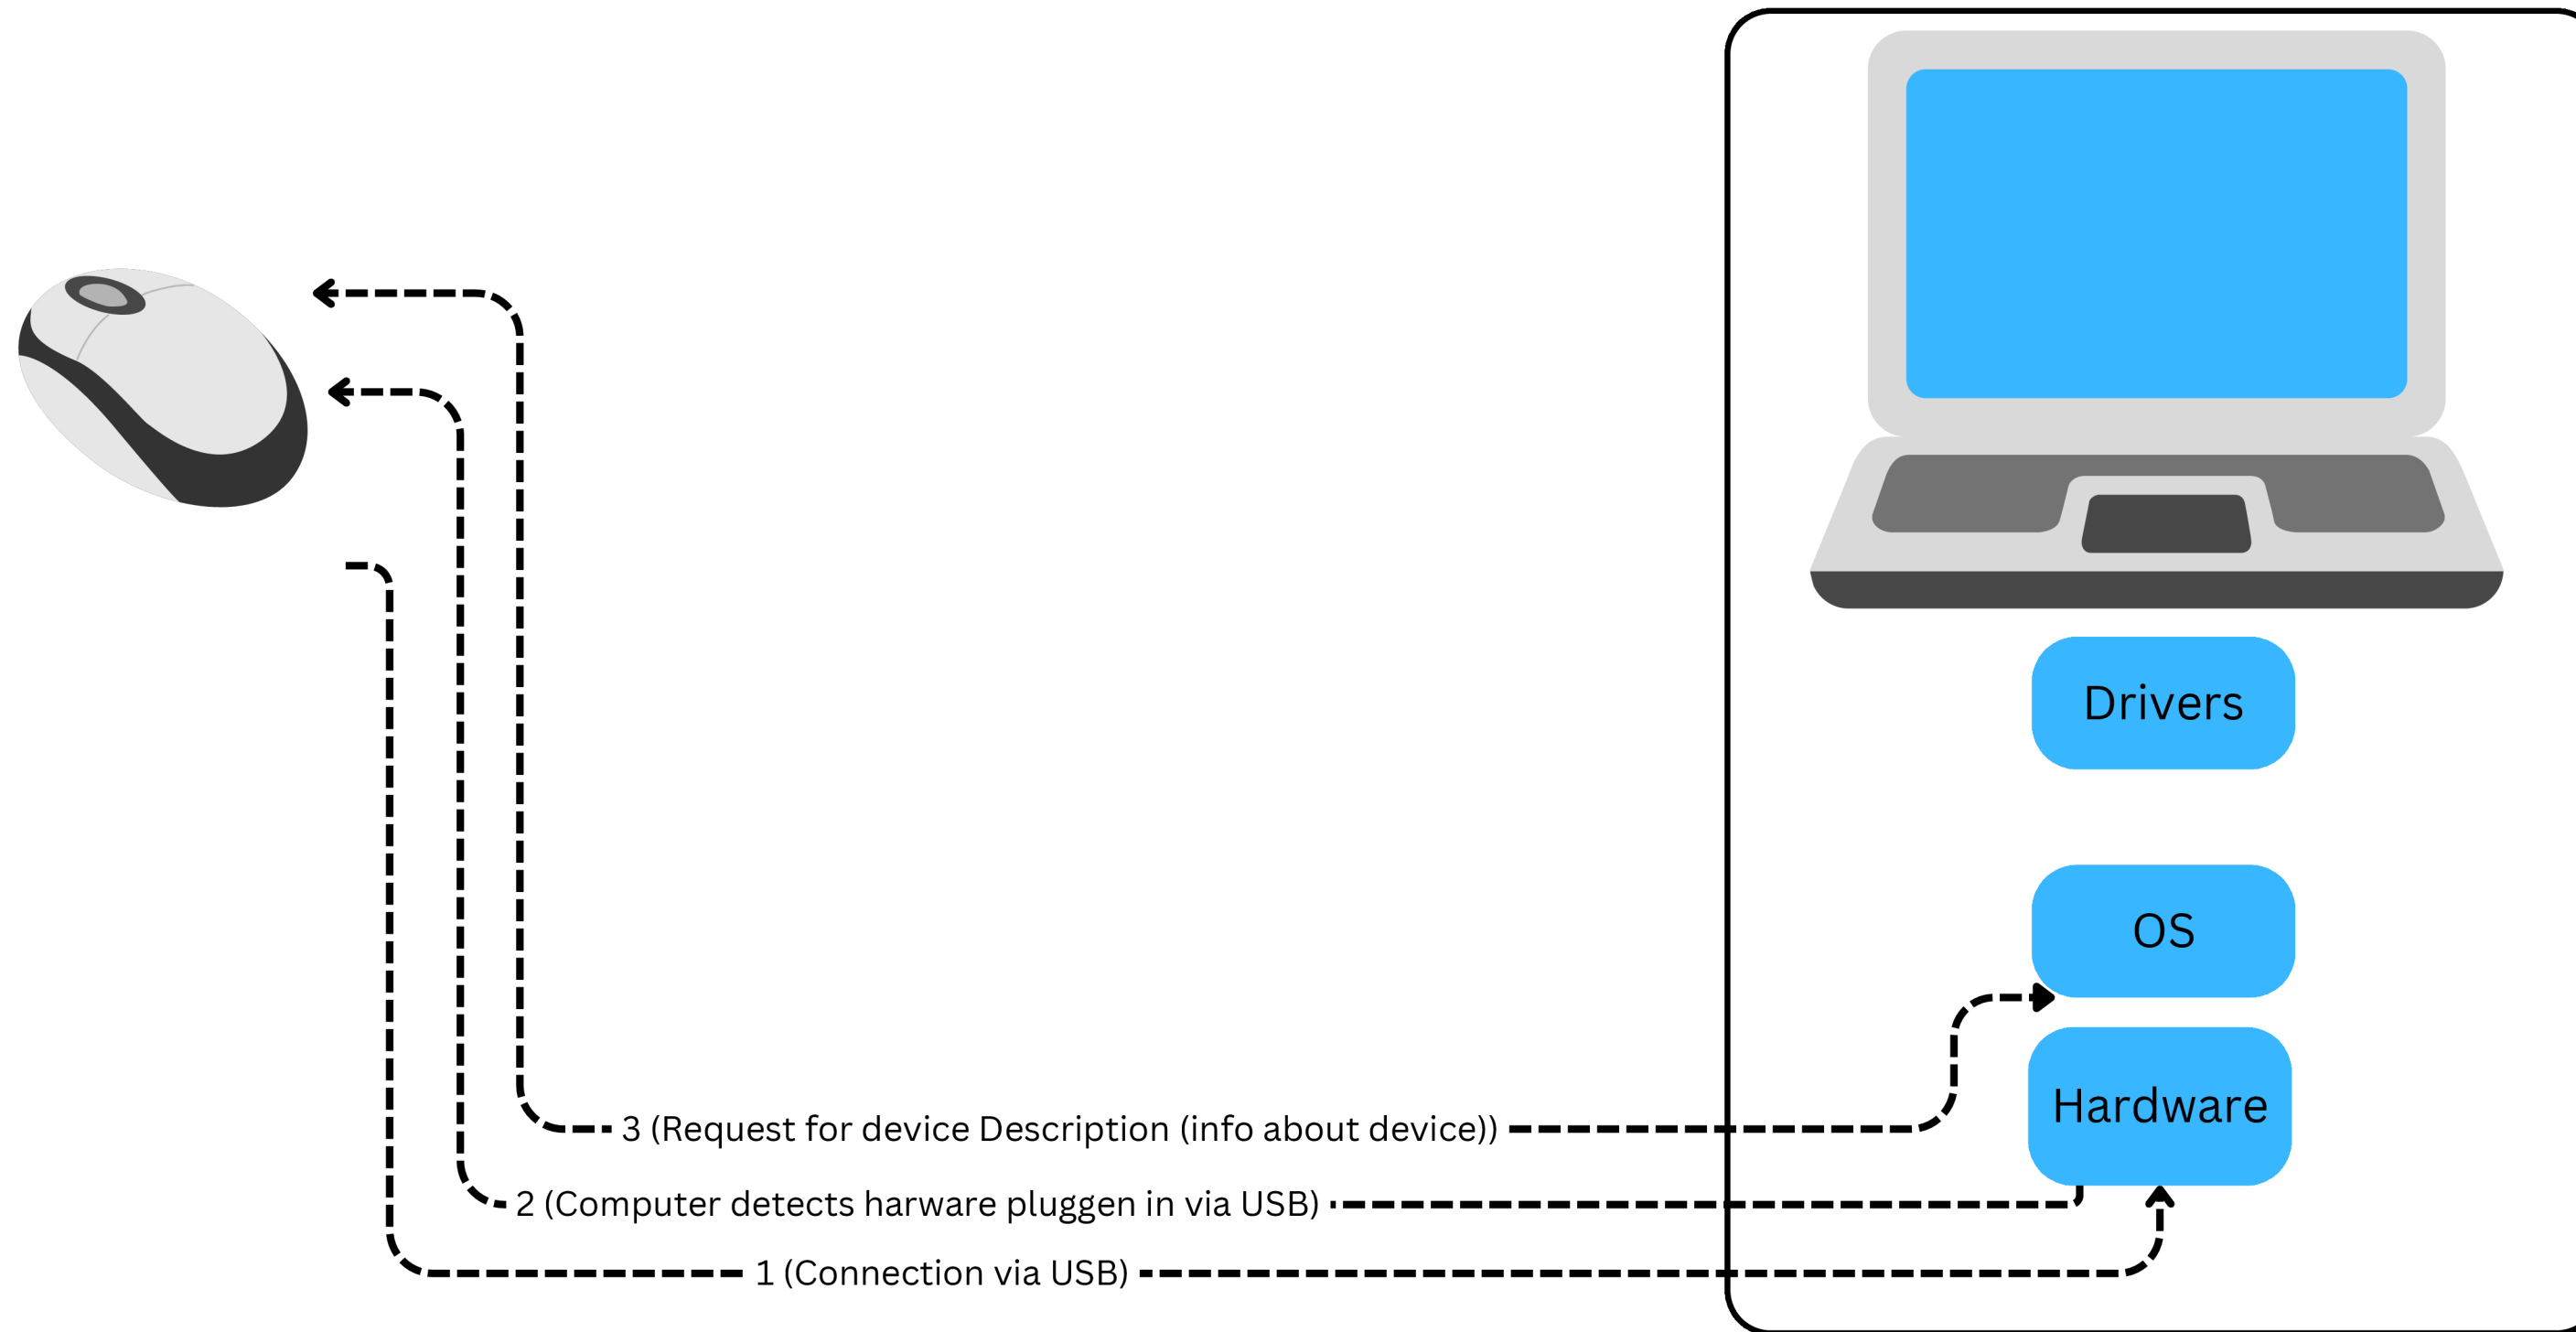 Drivers
OS
Hardware
3 (Request for device Description (info about device))
2 (Computer detects harware pluggen in via USB)
1 (Connection via USB)